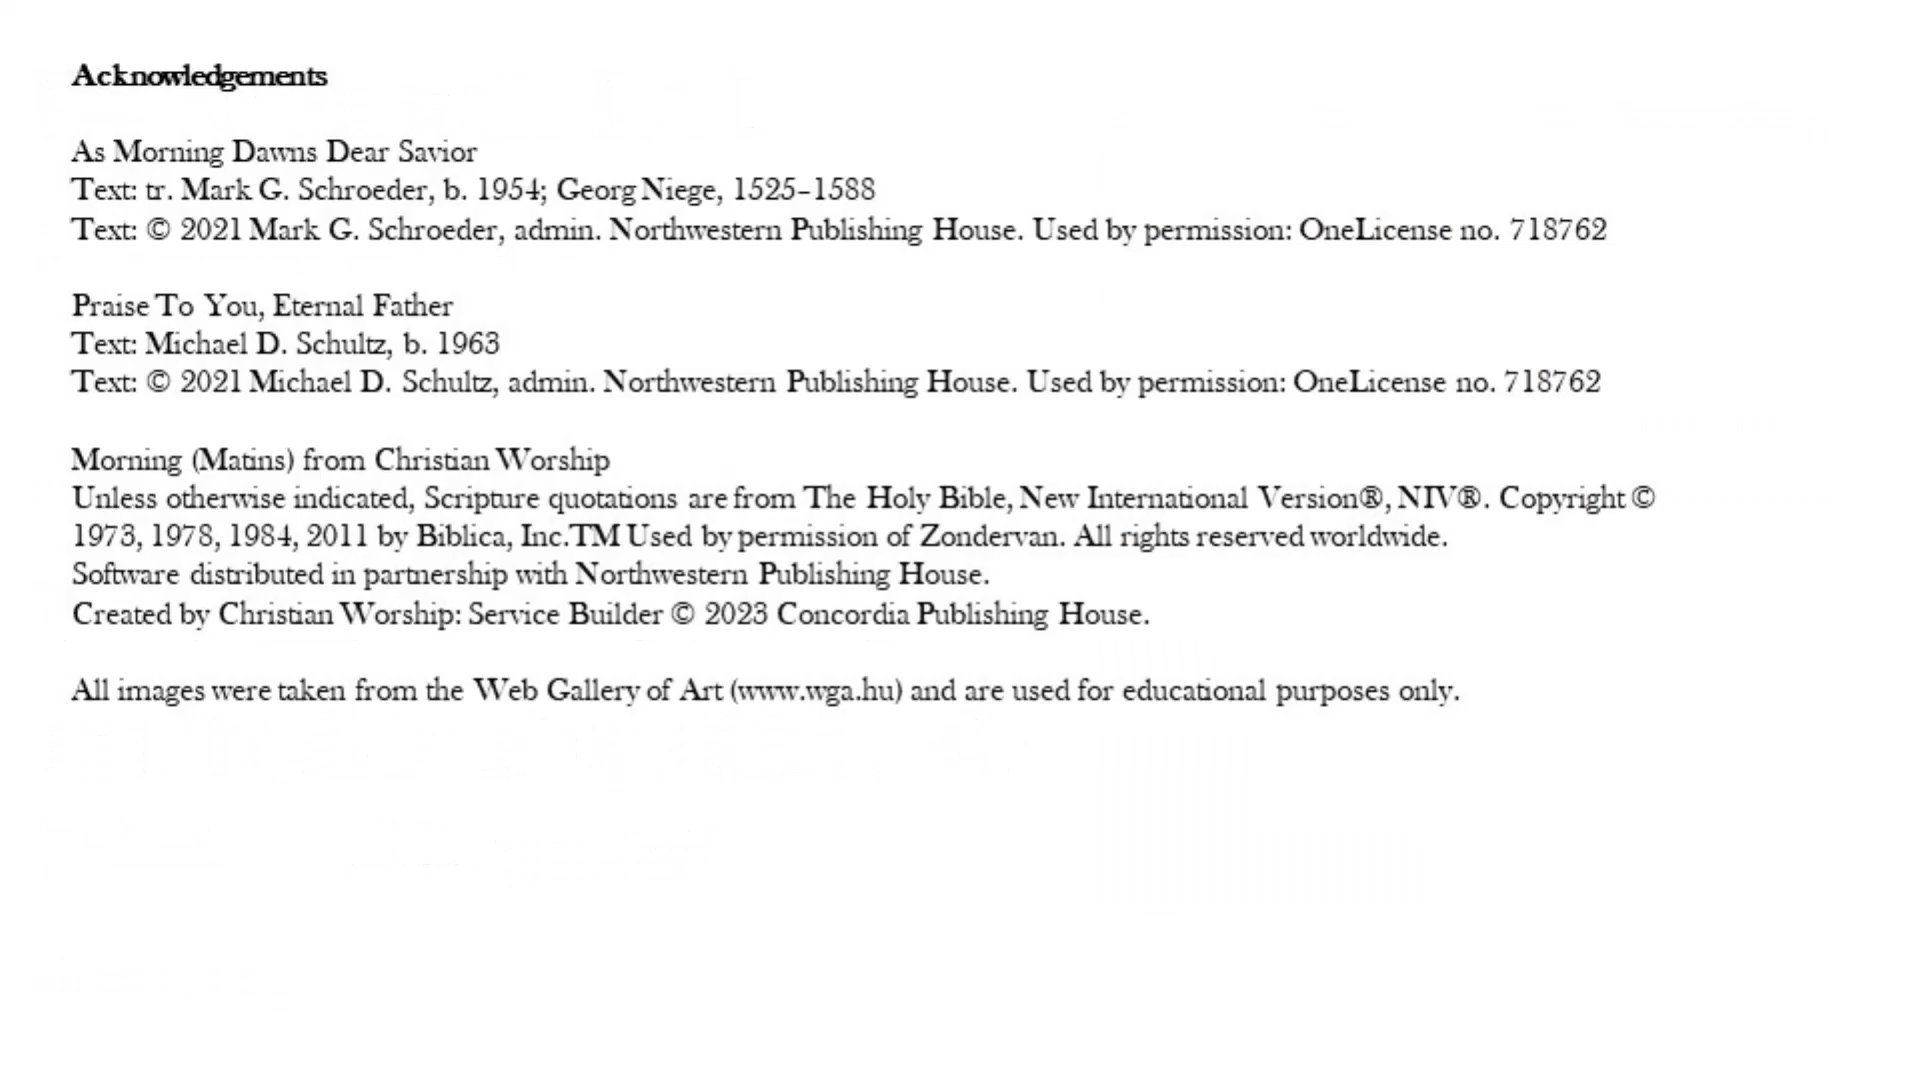 Acknowledgements
As Morning Dawns Dear Savior
Text: tr. Mark G. Schroeder, b. 1954; Georg Niege, 1525–1588
Text: © 2021 Mark G. Schroeder, admin. Northwestern Publishing House. Used by permission: OneLicense no. 718762
Praise To You, Eternal Father
Text: Michael D. Schultz, b. 1963
Text: © 2021 Michael D. Schultz, admin. Northwestern Publishing House. Used by permission: OneLicense no. 718762
Morning (Matins) from Christian Worship
Unless otherwise indicated, Scripture quotations are from The Holy Bible, New International Version®, NIV®. Copyright ©
1973, 1978, 1984, 2011 by Biblica, Inc.TM Used by permission of Zondervan. All rights reserved worldwide.
Software distributed in partnership with Northwestern Publishing House.
Created by Christian Worship: Service Builder © 2023 Concordia Publishing House.
All images were taken from the Web Gallery of Art (www.wga.hu) and are used for educational purposes only.